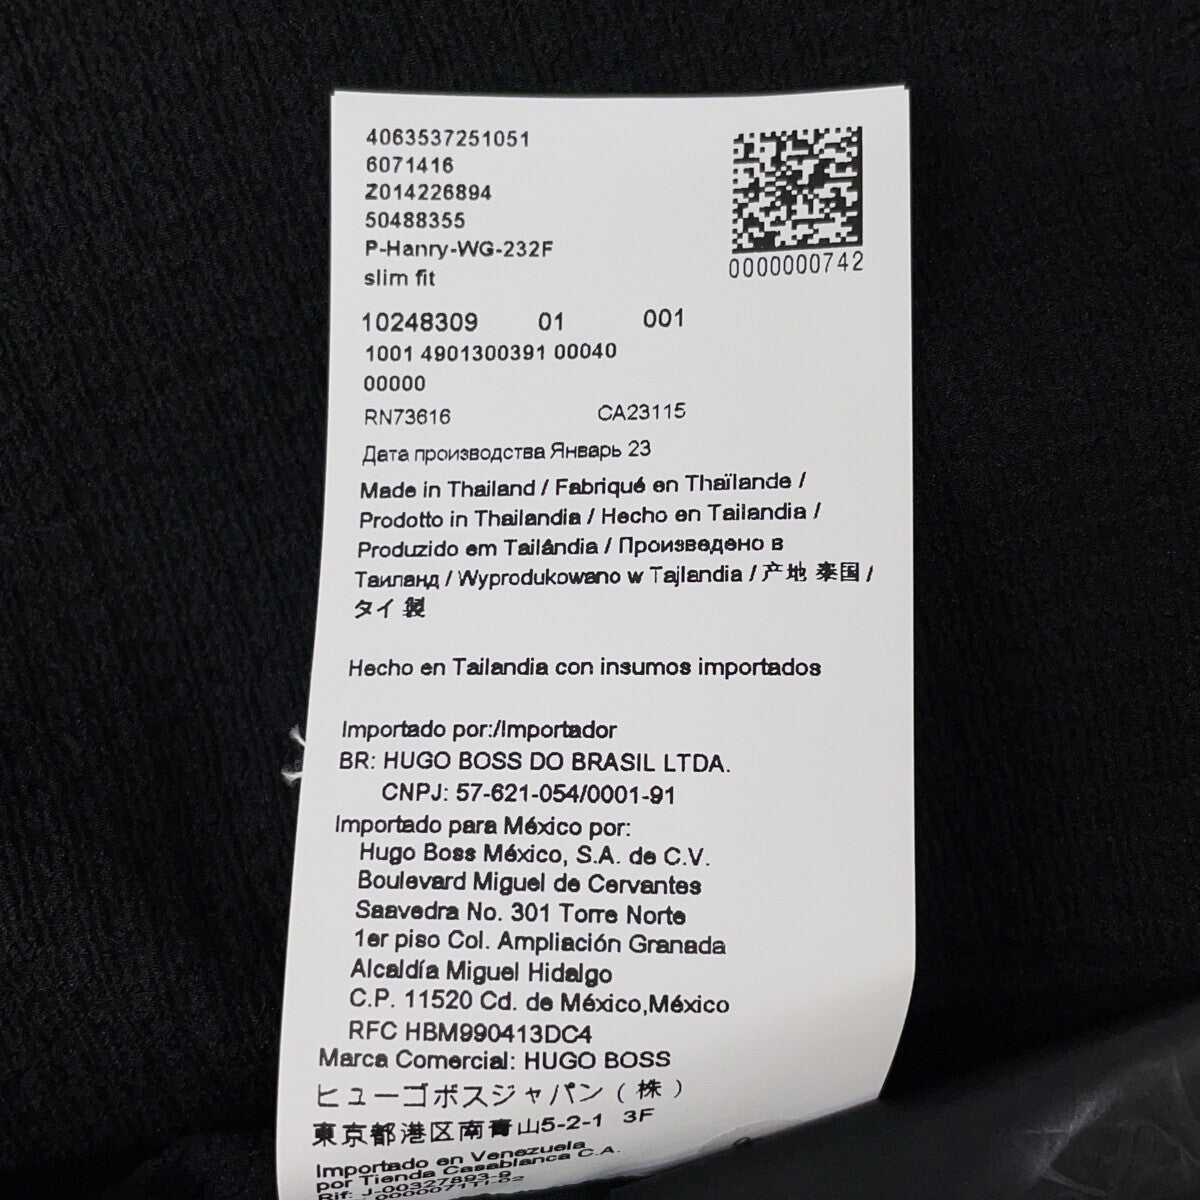 4063537251051
6071416
Z014226894
50488355
P-Hanry-WG-232F
slim fit
0000000742
10248309 01 001
1001 4901300391 00040
00000
RN73616 CA23115
Дата производства Январь 23
Made in Thailand / Fabriqué en Thaïlande /
Prodotto in Thailandia / Hecho en Tailandia /
Produzido em Tailândia / Произведено в
Таиланд / Wyprodukowano w Tajlandia / 产地 泰国 /
タイ 製
Hecho en Tailandia con insumos importados
Importado por:/Importador
BR: HUGO BOSS DO BRASIL LTDA.
CNPJ: 57-621-054/0001-91
Importado para México por:
Hugo Boss México, S.A. de C.V.
Boulevard Miguel de Cervantes
Saavedra No. 301 Torre Norte
1er piso Col. Ampliación Granada
Alcaldía Miguel Hidalgo
C.P. 11520 Cd. de México,México
RFC HBM990413DC4
Marca Comercial: HUGO BOSS
ヒューゴボスジャパン（株）
東京都港区南青山5-2-1 3F
Importado en Venezuela
por Tienda Casablanca C.A.
Rif: J-00327893-9